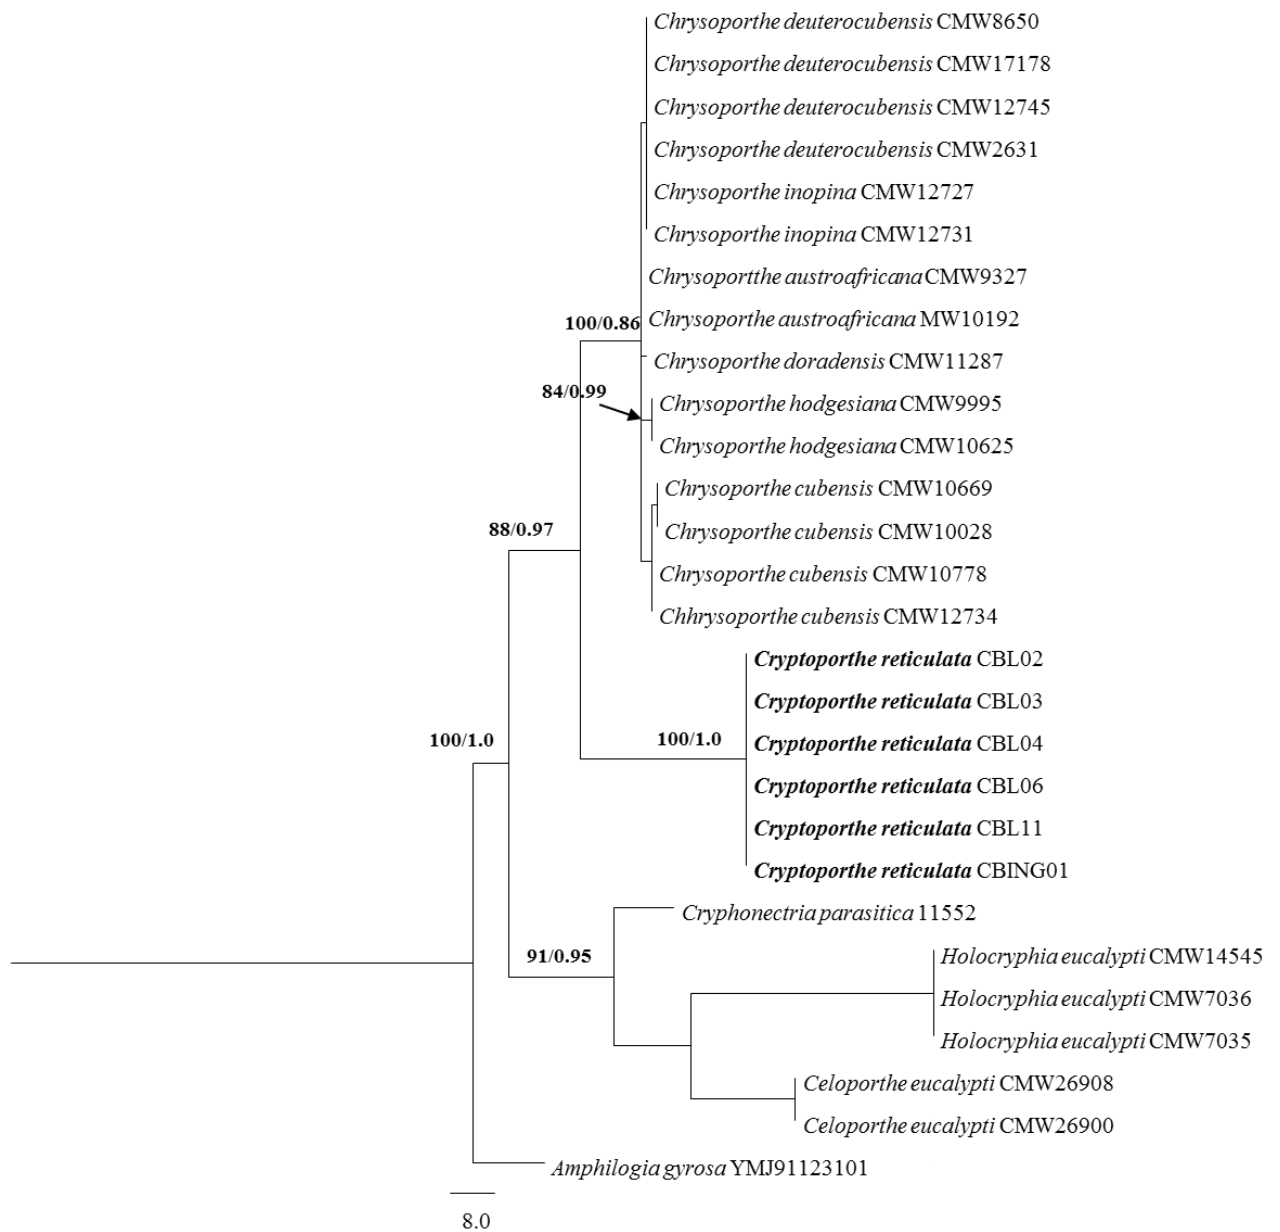 Chrysoporthe deuterocubensis CMW8650
Chrysoporthe deuterocubensis CMW17178
Chrysoporthe deuterocubensis CMW12745
Chrysoporthe deuterocubensis CMW2631
Chrysoporthe inopina CMW12727
Chrysoporthe inopina CMW12731
Chrysoportthe austroafricana CMW9327
100/0.86
Chrysoporthe austroafricana MW10192
Chrysoporthe doradensis CMW11287
84/0.99
Chrysoporthe hodgesiana CMW9995
Chrysoporthe hodgesiana CMW10625
Chrysoporthe cubensis CMW10669
88/0.97
Chrysoporthe cubensis CMW10028
Chrysoporthe cubensis CMW10778
Chhrysoporthe cubensis CMW12734
Cryptoporthe reticulata CBL02
Cryptoporthe reticulata CBL03
100/1.0
100/1.0
Cryptoporthe reticulata CBL04
Cryptoporthe reticulata CBL06
Cryptoporthe reticulata CBL11
Cryptoporthe reticulata CBING01
Cryphonectria parasitica 11552
91/0.95
Holocryphia eucalypti CMW14545
Holocryphia eucalypti CMW7036
Holocryphia eucalypti CMW7035
Celoporthe eucalypti CMW26908
Celoporthe eucalypti CMW26900
Amphilogia gyrosa YMJ91123101
8.0